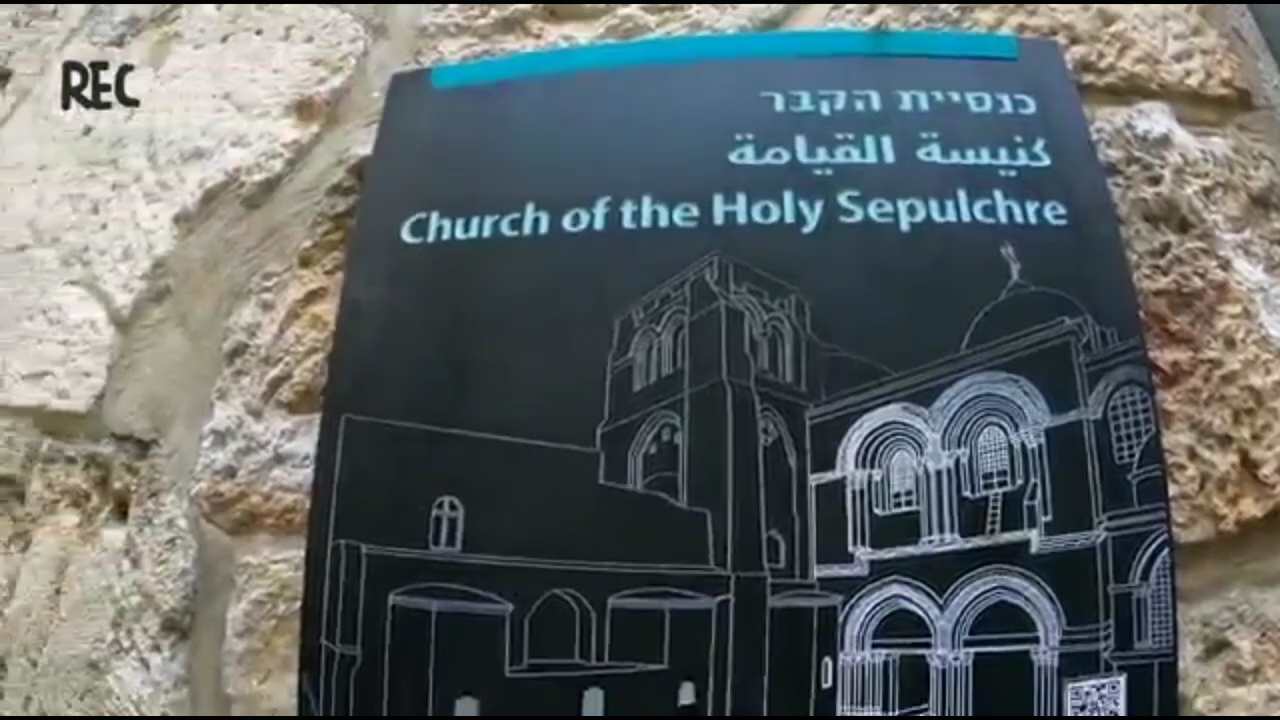 REC
כנסיית הקבר
كنيسة القيامة
Church of the Holy Sepulchre